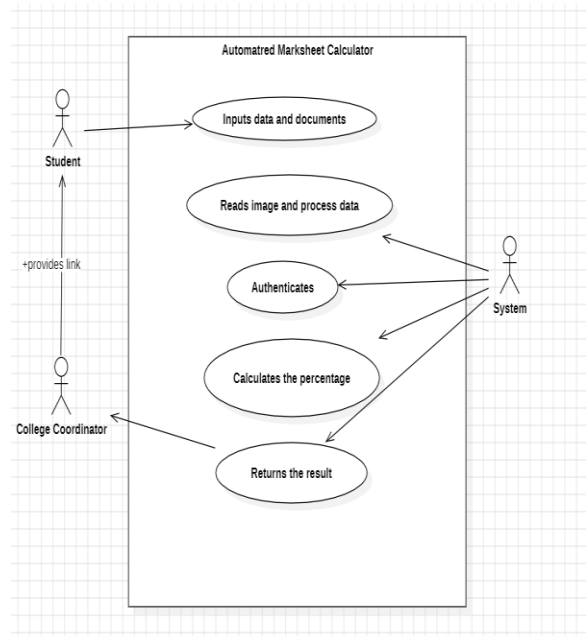 Automatred Marksheet Calculator
Inputs data and documents
Student
Reads image and process data
+provides link
Authenticates
System
Calculates the percentage
College Coordinator
Returns the result